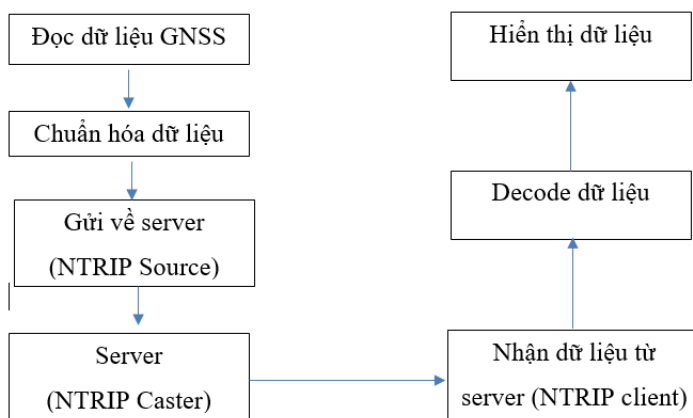 Đọc dữ liệu GNSS
Chuẩn hóa dữ liệu
Gửi về server
(NTRIP Source)
Server
(NTRIP Caster)
Nhận dữ liệu từ
server (NTRIP client)
Decode dữ liệu
Hiển thị dữ liệu